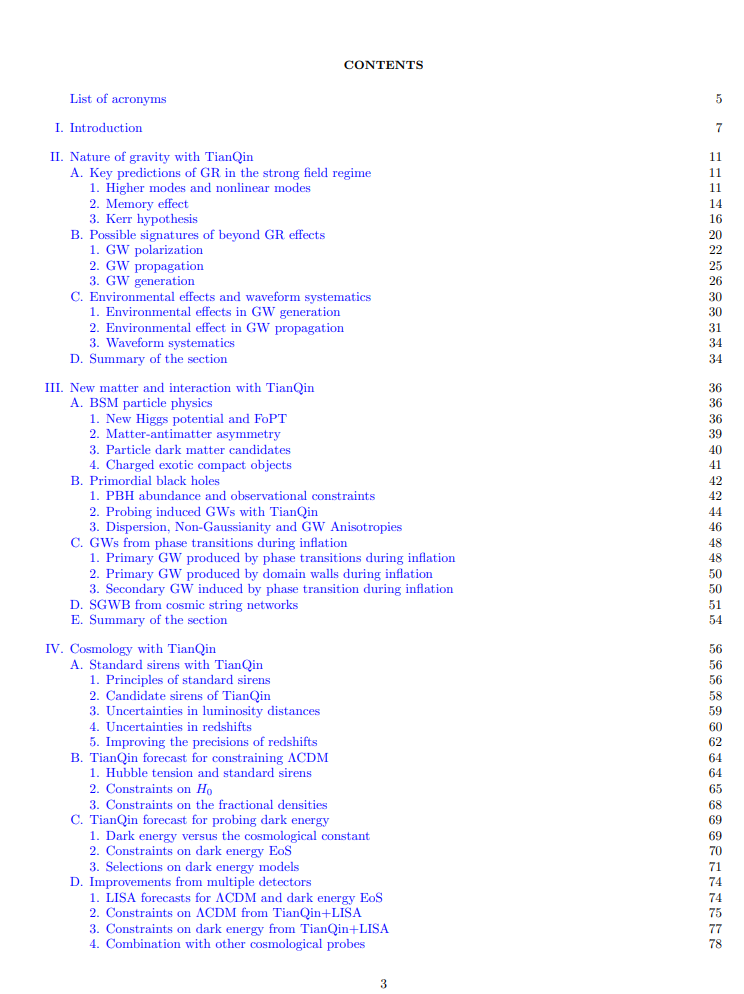 CONTENTS
List of acronyms 5
I. Introduction 7
II. Nature of gravity with TianQin 11
A. Key predictions of GR in the strong field regime 11
1. Higher modes and nonlinear modes 11
2. Memory effect 14
3. Kerr hypothesis 16
B. Possible signatures of beyond GR effects 20
1. GW polarization 22
2. GW propagation 25
3. GW generation 26
C. Environmental effects and waveform systematics 30
1. Environmental effects in GW generation 30
2. Environmental effect in GW propagation 31
3. Waveform systematics 34
D. Summary of the section 34
III. New matter and interaction with TianQin 36
A. BSM particle physics 36
1. New Higgs potential and FoPT 36
2. Matter-antimatter asymmetry 39
3. Particle dark matter candidates 40
4. Charged exotic compact objects 41
B. Primordial black holes 42
1. PBH abundance and observational constraints 42
2. Probing induced GWs with TianQin 44
3. Dispersion, Non-Gaussianity and GW Anisotropies 46
C. GWs from phase transitions during inflation 48
1. Primary GW produced by phase transitions during inflation 48
2. Primary GW produced by domain walls during inflation 50
3. Secondary GW induced by phase transition during inflation 50
D. SGWB from cosmic string networks 51
E. Summary of the section 54
IV. Cosmology with TianQin 56
A. Standard sirens with TianQin 56
1. Principles of standard sirens 56
2. Candidate sirens of TianQin 58
3. Uncertainties in luminosity distances 59
4. Uncertainties in redshifts 60
5. Improving the precisions of redshifts 62
B. TianQin forecast for constraining ΛCDM 64
1. Hubble tension and standard sirens 64
2. Constraints on H₀ 65
3. Constraints on the fractional densities 68
C. TianQin forecast for probing dark energy 69
1. Dark energy versus the cosmological constant 69
2. Constraints on dark energy EoS 70
3. Selections on dark energy models 71
D. Improvements from multiple detectors 74
1. LISA forecasts for ΛCDM and dark energy EoS 74
2. Constraints on ΛCDM from TianQin+LISA 75
3. Constraints on dark energy from TianQin+LISA 77
4. Combination with other cosmological probes 78
3